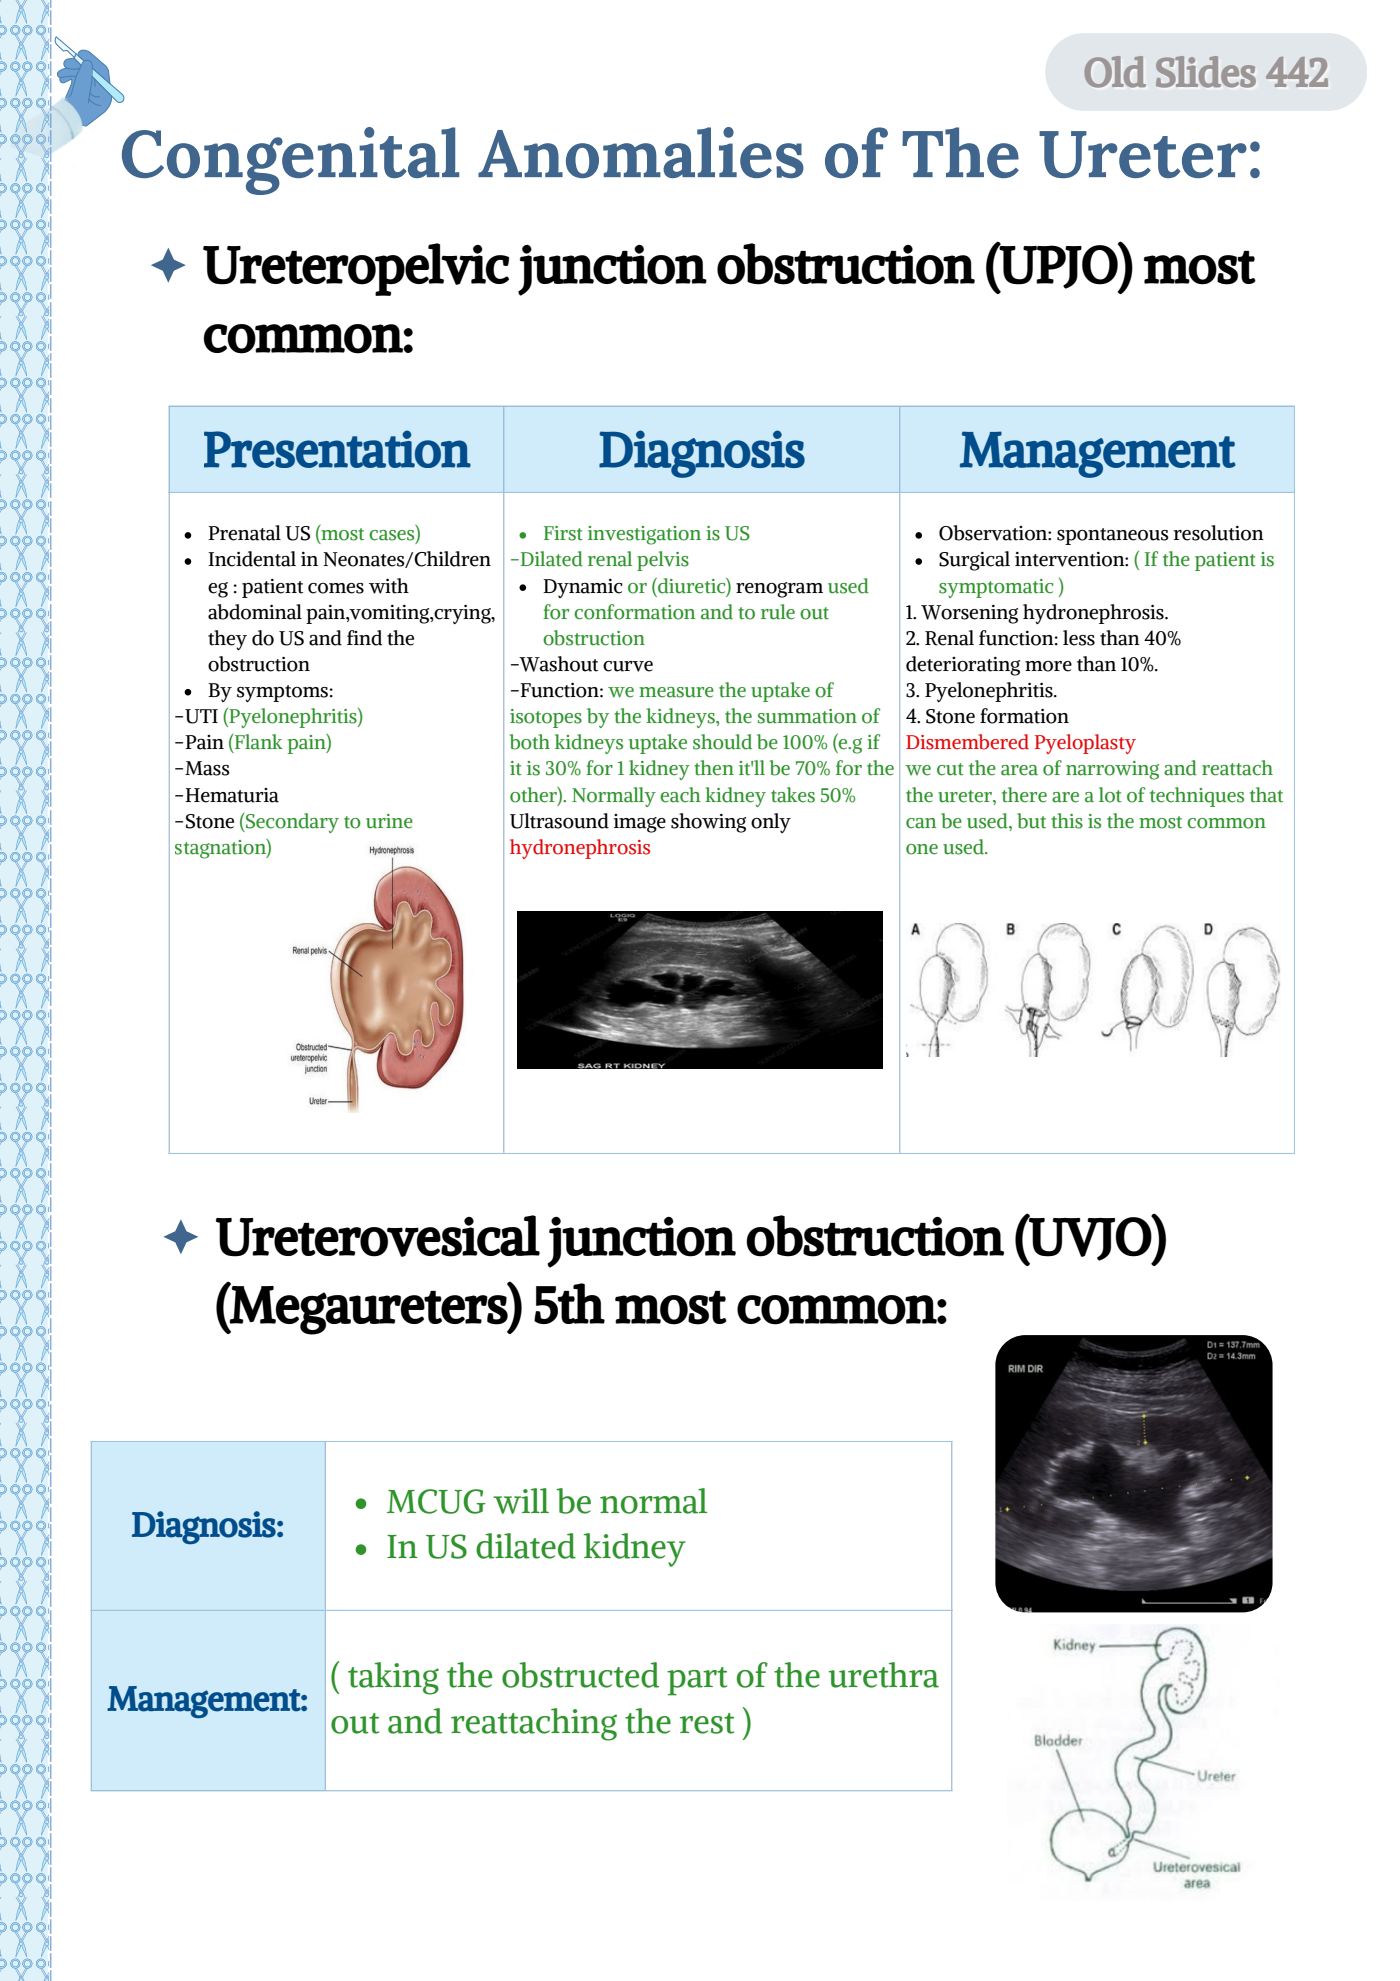 Old Slides 442
Congenital Anomalies of The Ureter:
Ureteropelvic junction obstruction (UPJO) most
common:
Presentation
• Prenatal US (most cases)
• Incidental in Neonates/Children
eg : patient comes with
abdominal pain,vomiting,crying,
they do US and find the
obstruction
• By symptoms:
-UTI (Pyelonephritis)
-Pain (Flank pain)
-Mass
-Hematuria
-Stone (Secondary to urine
stagnation)
Hydronephrosis
Renal pelvis
Obstructed
ureteropelvic
junction
Ureter
Diagnosis
• First investigation is US
-Dilated renal pelvis
• Dynamic or (diuretic) renogram used
for conformation and to rule out
obstruction
-Washout curve
-Function: we measure the uptake of
isotopes by the kidneys, the summation of
both kidneys uptake should be 100% (e.g if
it is 30% for 1 kidney then it'll be 70% for the
other). Normally each kidney takes 50%
Ultrasound image showing only
hydronephrosis
LOGIQ
E9
SAG RT KIDNEY
Management
• Observation: spontaneous resolution
• Surgical intervention: ( If the patient is
symptomatic )
1. Worsening hydronephrosis.
2. Renal function: less than 40%
deteriorating more than 10%.
3. Pyelonephritis.
4. Stone formation
Dismembered Pyeloplasty
we cut the area of narrowing and reattach
the ureter, there are a lot of techniques that
can be used, but this is the most common
one used.
A B C D
Ureterovesical junction obstruction (UVJO)
(Megaureters) 5th most common:
Diagnosis:
• MCUG will be normal
• In US dilated kidney
Management:
( taking the obstructed part of the urethra
out and reattaching the rest )
D1 = 137.7mm
D2 = 14.3mm
RIM DIR
Kidney
Bladder
Ureter
Ureterovesical
area